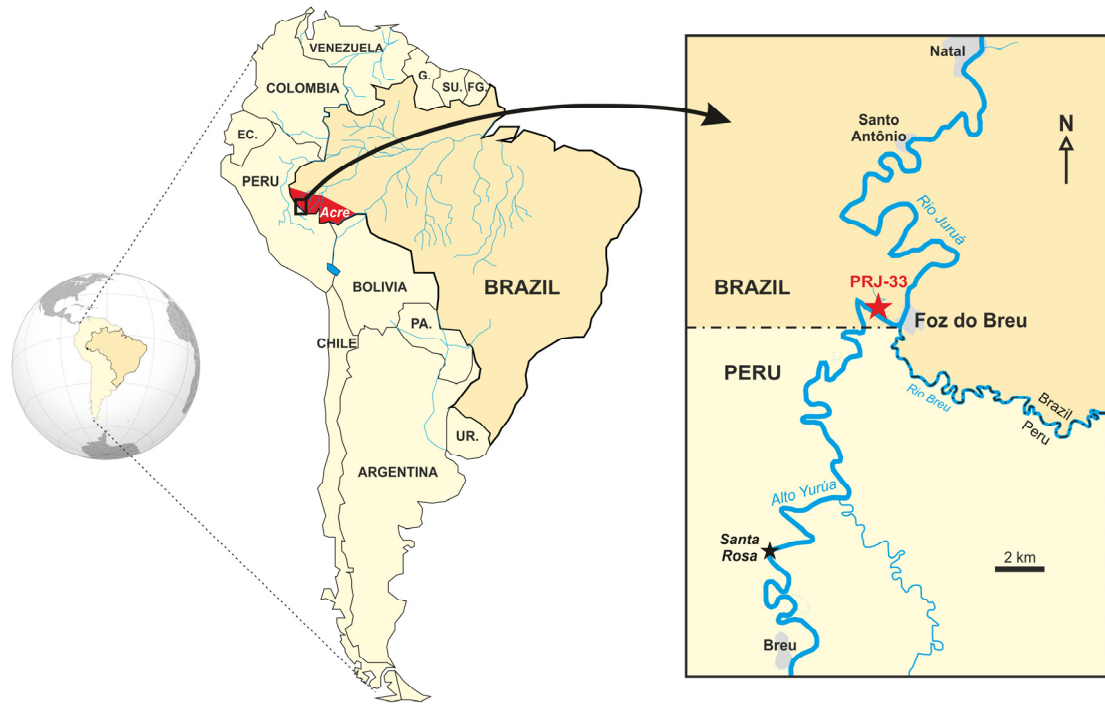 VENEZUELA
COLOMBIA
G.
SU.
FG.
EC.
PERU
Acre
BRAZIL
BOLIVIA
PA.
CHILE
UR.
ARGENTINA
Natal
Santo
Antônio
N
Rio Juruá
PRJ-33
BRAZIL
Foz do Breu
PERU
Rio Breu
Brazil
Peru
Alto Yurúa
Santa
Rosa
2 km
Breu